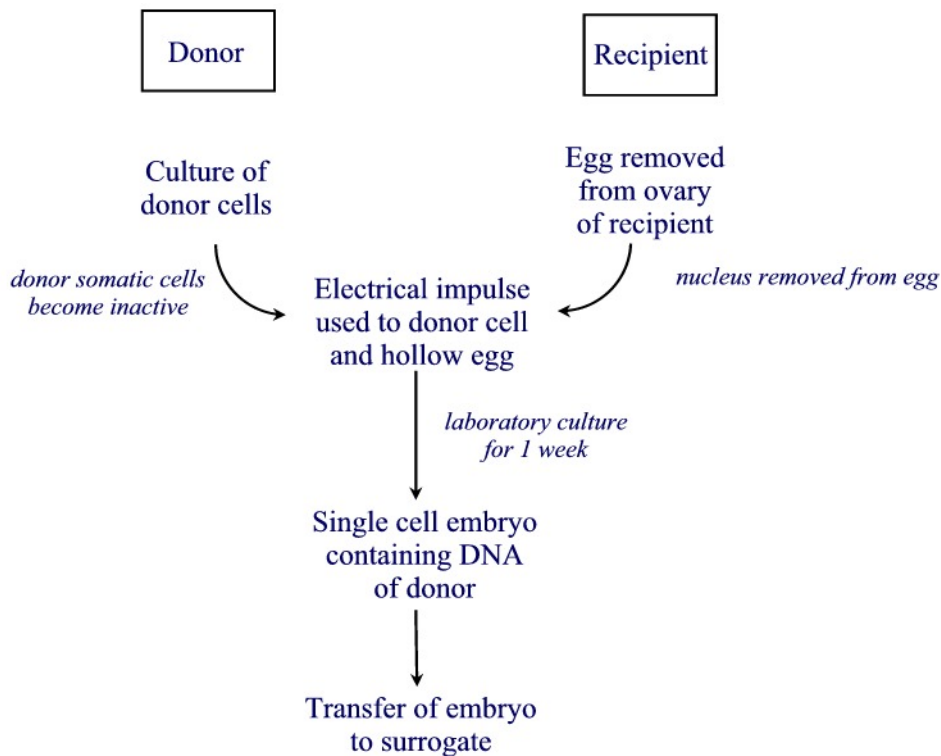 Donor
Recipient
Culture of
donor cells
Egg removed
from ovary
of recipient
donor somatic cells
become inactive
nucleus removed from egg
Electrical impulse
used to donor cell
and hollow egg
laboratory culture
for 1 week
Single cell embryo
containing DNA
of donor
Transfer of embryo
to surrogate